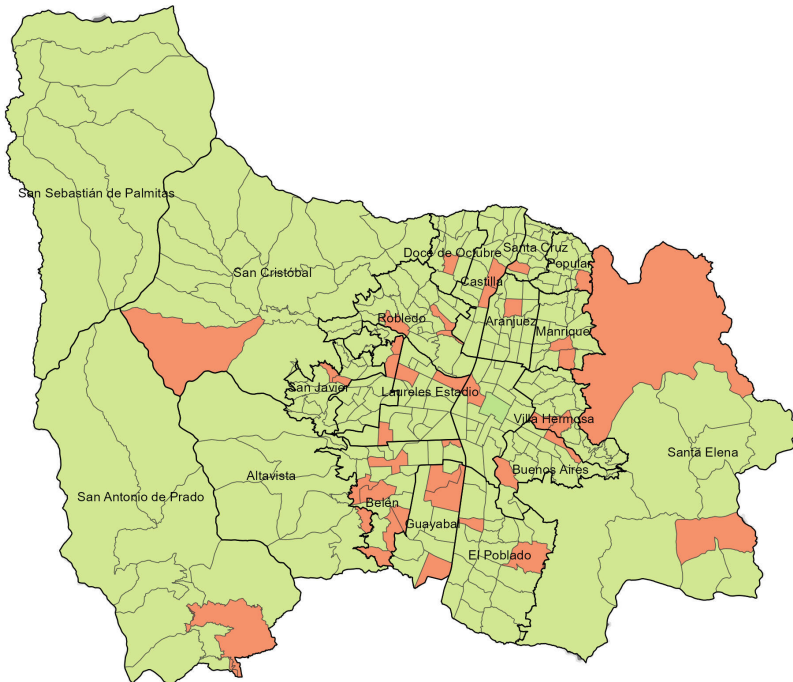 San Sebastián de Palmitas
San Cristóbal
Doce de Octubre
Santa Cruz
Popular
Castilla
Robledo
Aranjuez
Manrique
San Javier
Laureles Estadio
Villa Hermosa
Santa Elena
Buenos Aires
Altavista
San Antonio de Prado
Belén
Guayabal
El Poblado